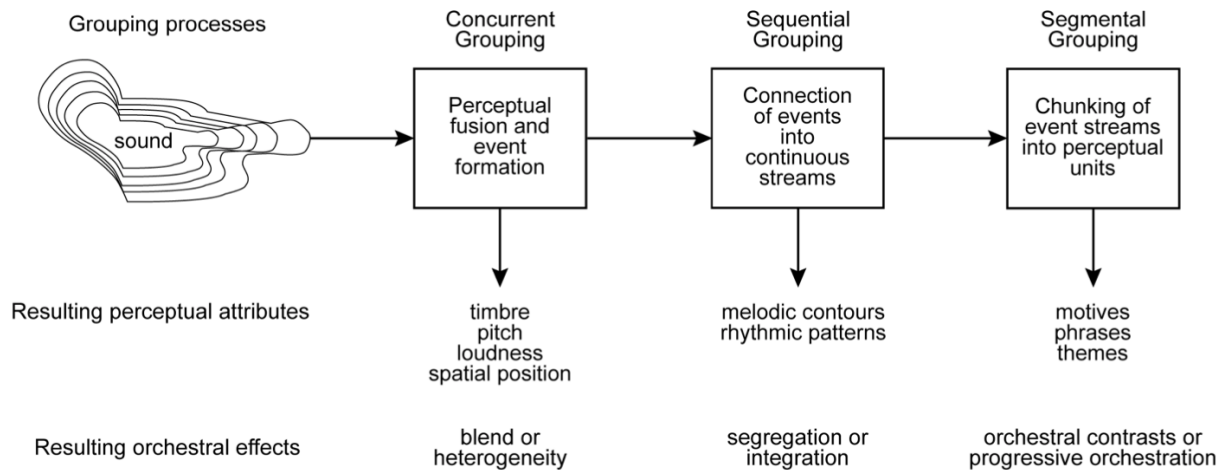 Grouping processes
Concurrent
Grouping
Sequential
Grouping
Segmental
Grouping
sound
Perceptual
fusion and
event
formation
Connection
of events
into
continuous
streams
Chunking of
event streams
into perceptual
units
Resulting perceptual attributes
timbre
pitch
loudness
spatial position
melodic contours
rhythmic patterns
motives
phrases
themes
Resulting orchestral effects
blend or
heterogeneity
segregation or
integration
orchestral contrasts or
progressive orchestration